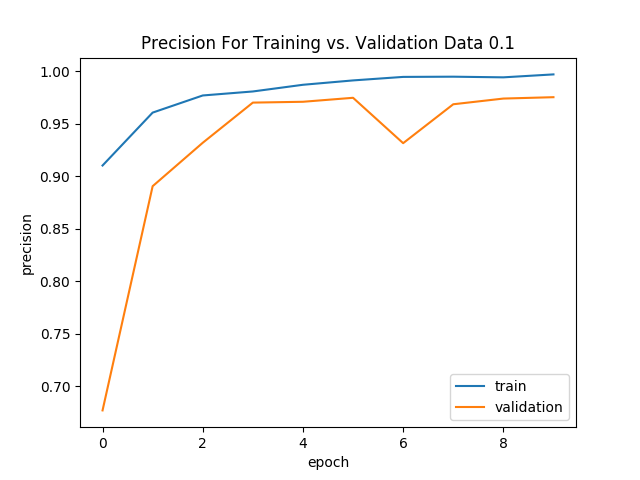 Precision For Training vs. Validation Data 0.1
1.00
0.95
0.90
0.85
0.80
0.75
0.70
precision
0 2 4 6 8
epoch
train
validation